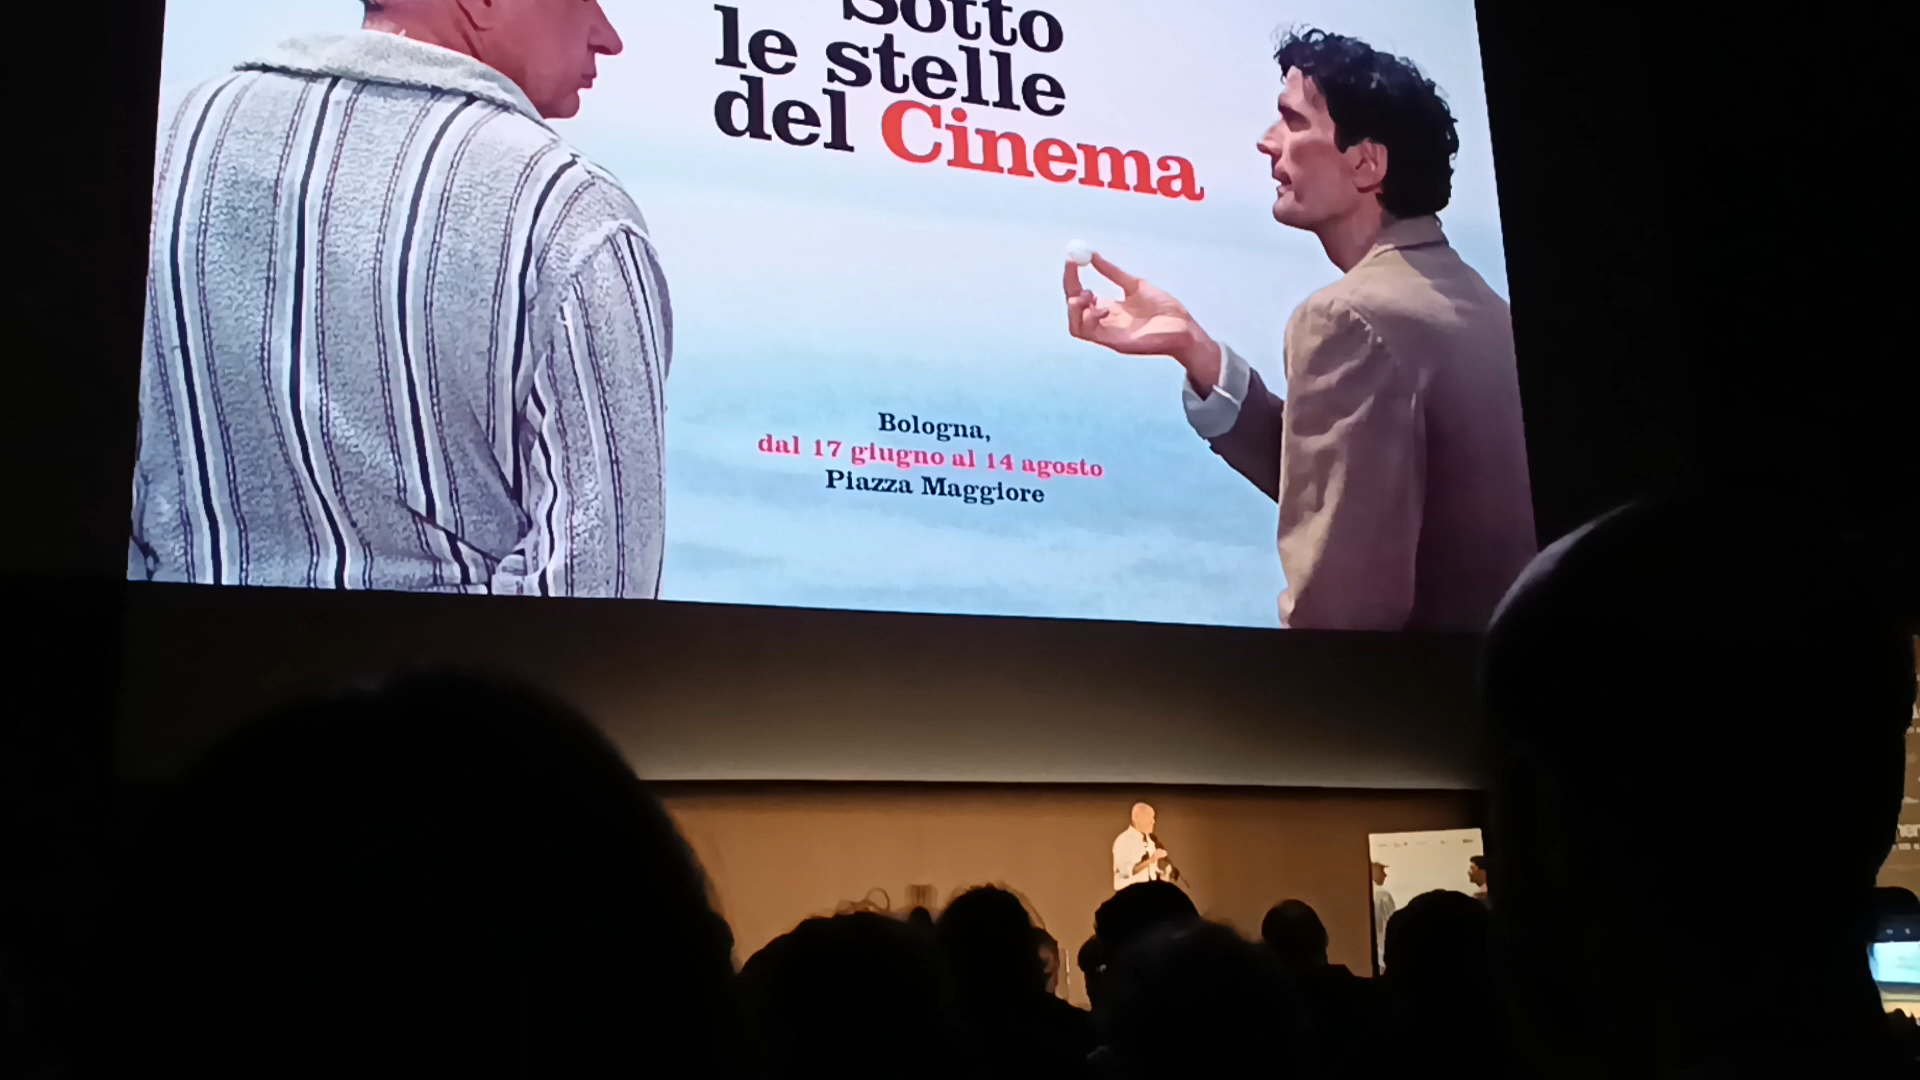 Sotto
le stelle
del Cinema
Bologna,
dal 17 giugno al 14 agosto
Piazza Maggiore